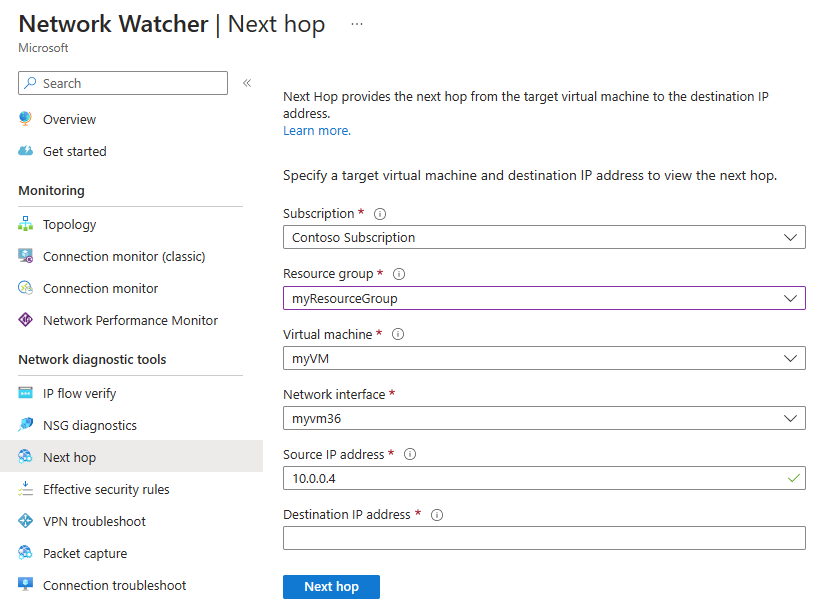 Network Watcher | Next hop ...
Microsoft
Search «
Overview
Get started
Monitoring
Topology
Connection monitor (classic)
Connection monitor
Network Performance Monitor
Network diagnostic tools
IP flow verify
NSG diagnostics
Next hop
Effective security rules
VPN troubleshoot
Packet capture
Connection troubleshoot
Next Hop provides the next hop from the target virtual machine to the destination IP
address.
Learn more.
Specify a target virtual machine and destination IP address to view the next hop.
Subscription *
Contoso Subscription
Resource group *
myResourceGroup
Virtual machine *
myVM
Network interface *
myvm36
Source IP address *
10.0.0.4
Destination IP address *
Next hop